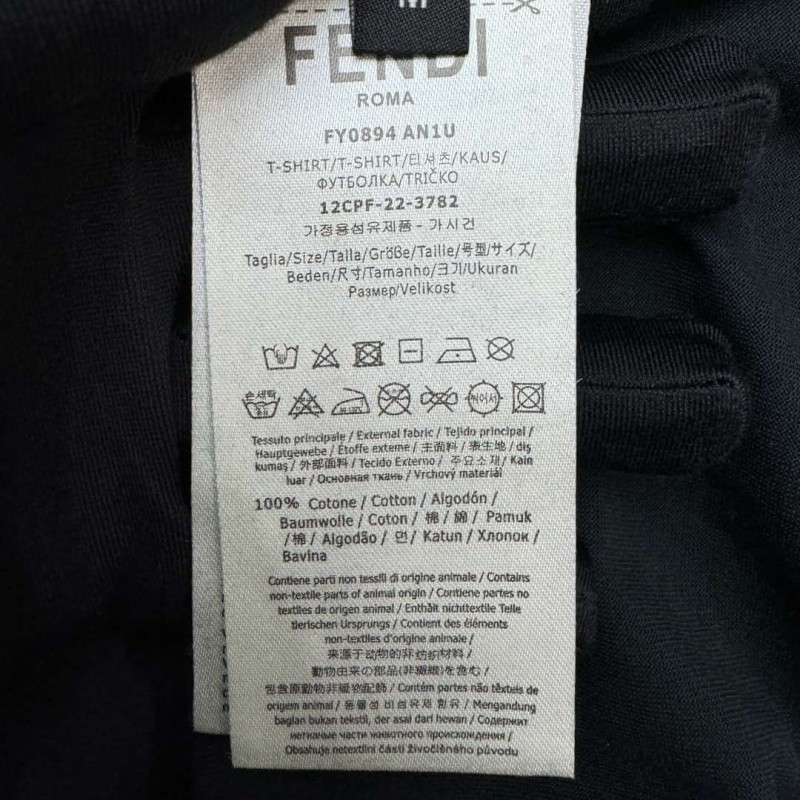 M
FENDI
ROMA
FY0894 AN1U
T-SHIRT/T-SHIRT/티셔츠/KAUS/
ФУТБОЛКА/TRIČKO
12CPF-22-3782
가정용섬유제품 - 가시건
Taglia/Size/Talla/Größe/Taille/号型/サイズ/
Beden/尺寸/Tamanho/크기/Ukuran
Размер/Velikost
손세탁
뉘어서
Tessuto principale / External fabric / Tejido principal /
Hauptgewebe / Étoffe externe / 主面料 / 表生地 / dış
kumaş / 外部面料 / Tecido Externo / 주요소재 / Kain
luar / Основная ткань / Vrchový materiál
100% Cotone / Cotton / Algodón /
Baumwolle / Coton / 棉 / 綿 / Pamuk
/ 棉 / Algodão / 면 / Katun / Хлопок /
Bavlna
Contiene parti non tessili di origine animale / Contains
non-textile parts of animal origin / Contiene partes no
textiles de origen animal / Enthält nichttextile Teile
tierischen Ursprungs / Contient des éléments
non-textiles d'origine animale /
来源于动物的非纺织材料 /
動物由来の部品(非繊維)を含む /
包含原動物非織物配飾 / Contém partes não têxteis de
origem animal / 동물성 비섬유제 함유 / Mengandung
bagian bukan tekstil, der asal dari hewan / Содержит
нетканые части животного происхождения /
Obsahuje netextilní části živočišného původu